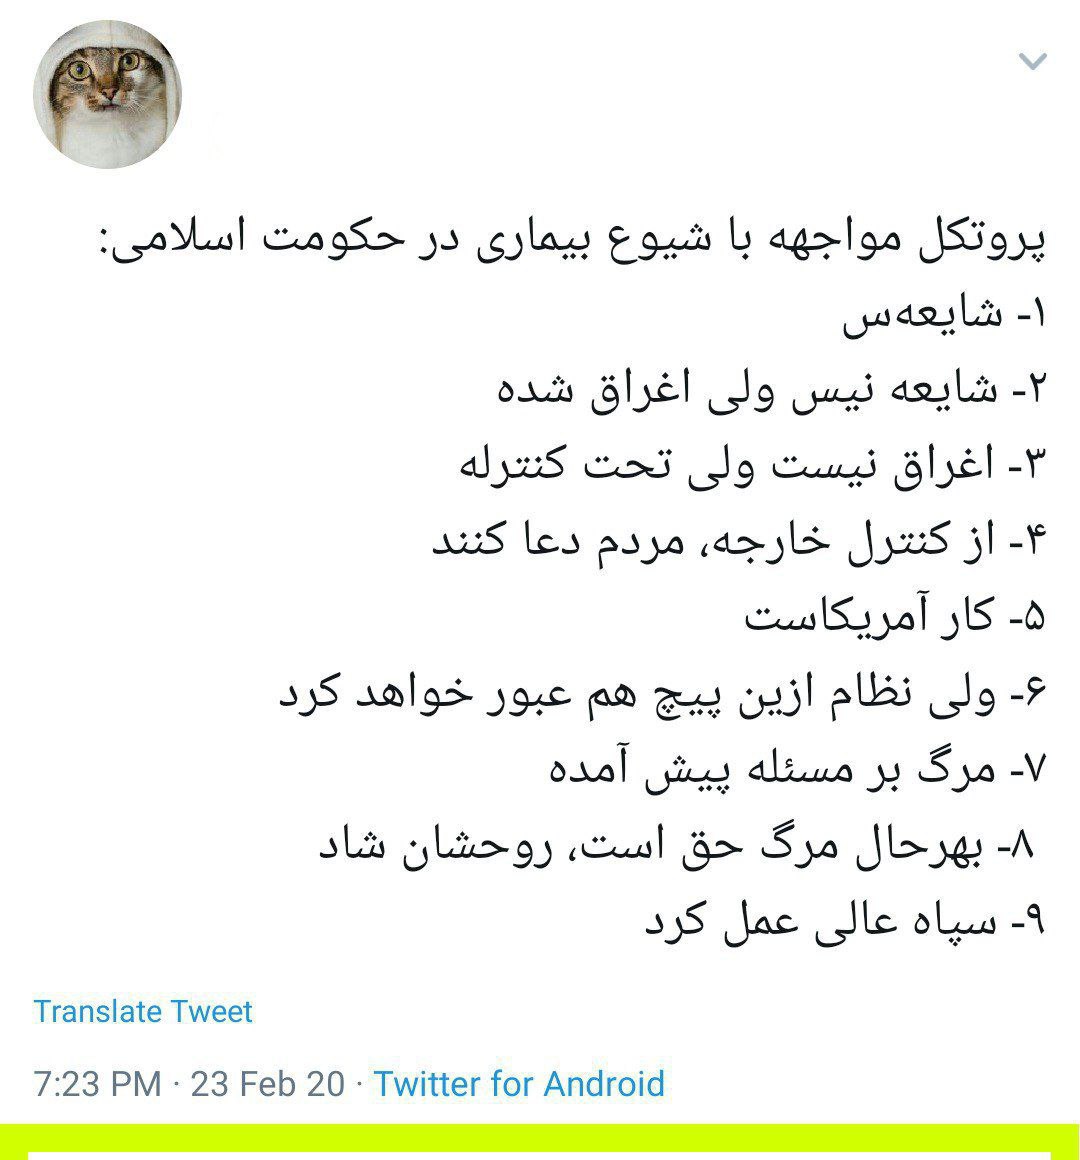 پروتکل مواجهه با شیوع بیماری در حکومت اسلامی:
۱- شایعه‌س
۲- شایعه نیس ولی اغراق شده
۳- اغراق نیست ولی تحت کنترله
۴- از کنترل خارجه، مردم دعا کنند
۵- کار آمریکاست
۶- ولی نظام ازین پیچ هم عبور خواهد کرد
۷- مرگ بر مسئله پیش آمده
۸- بهرحال مرگ حق است، روحشان شاد
۹- سپاه عالی عمل کرد
Translate Tweet
7:23 PM · 23 Feb 20 · Twitter for Android